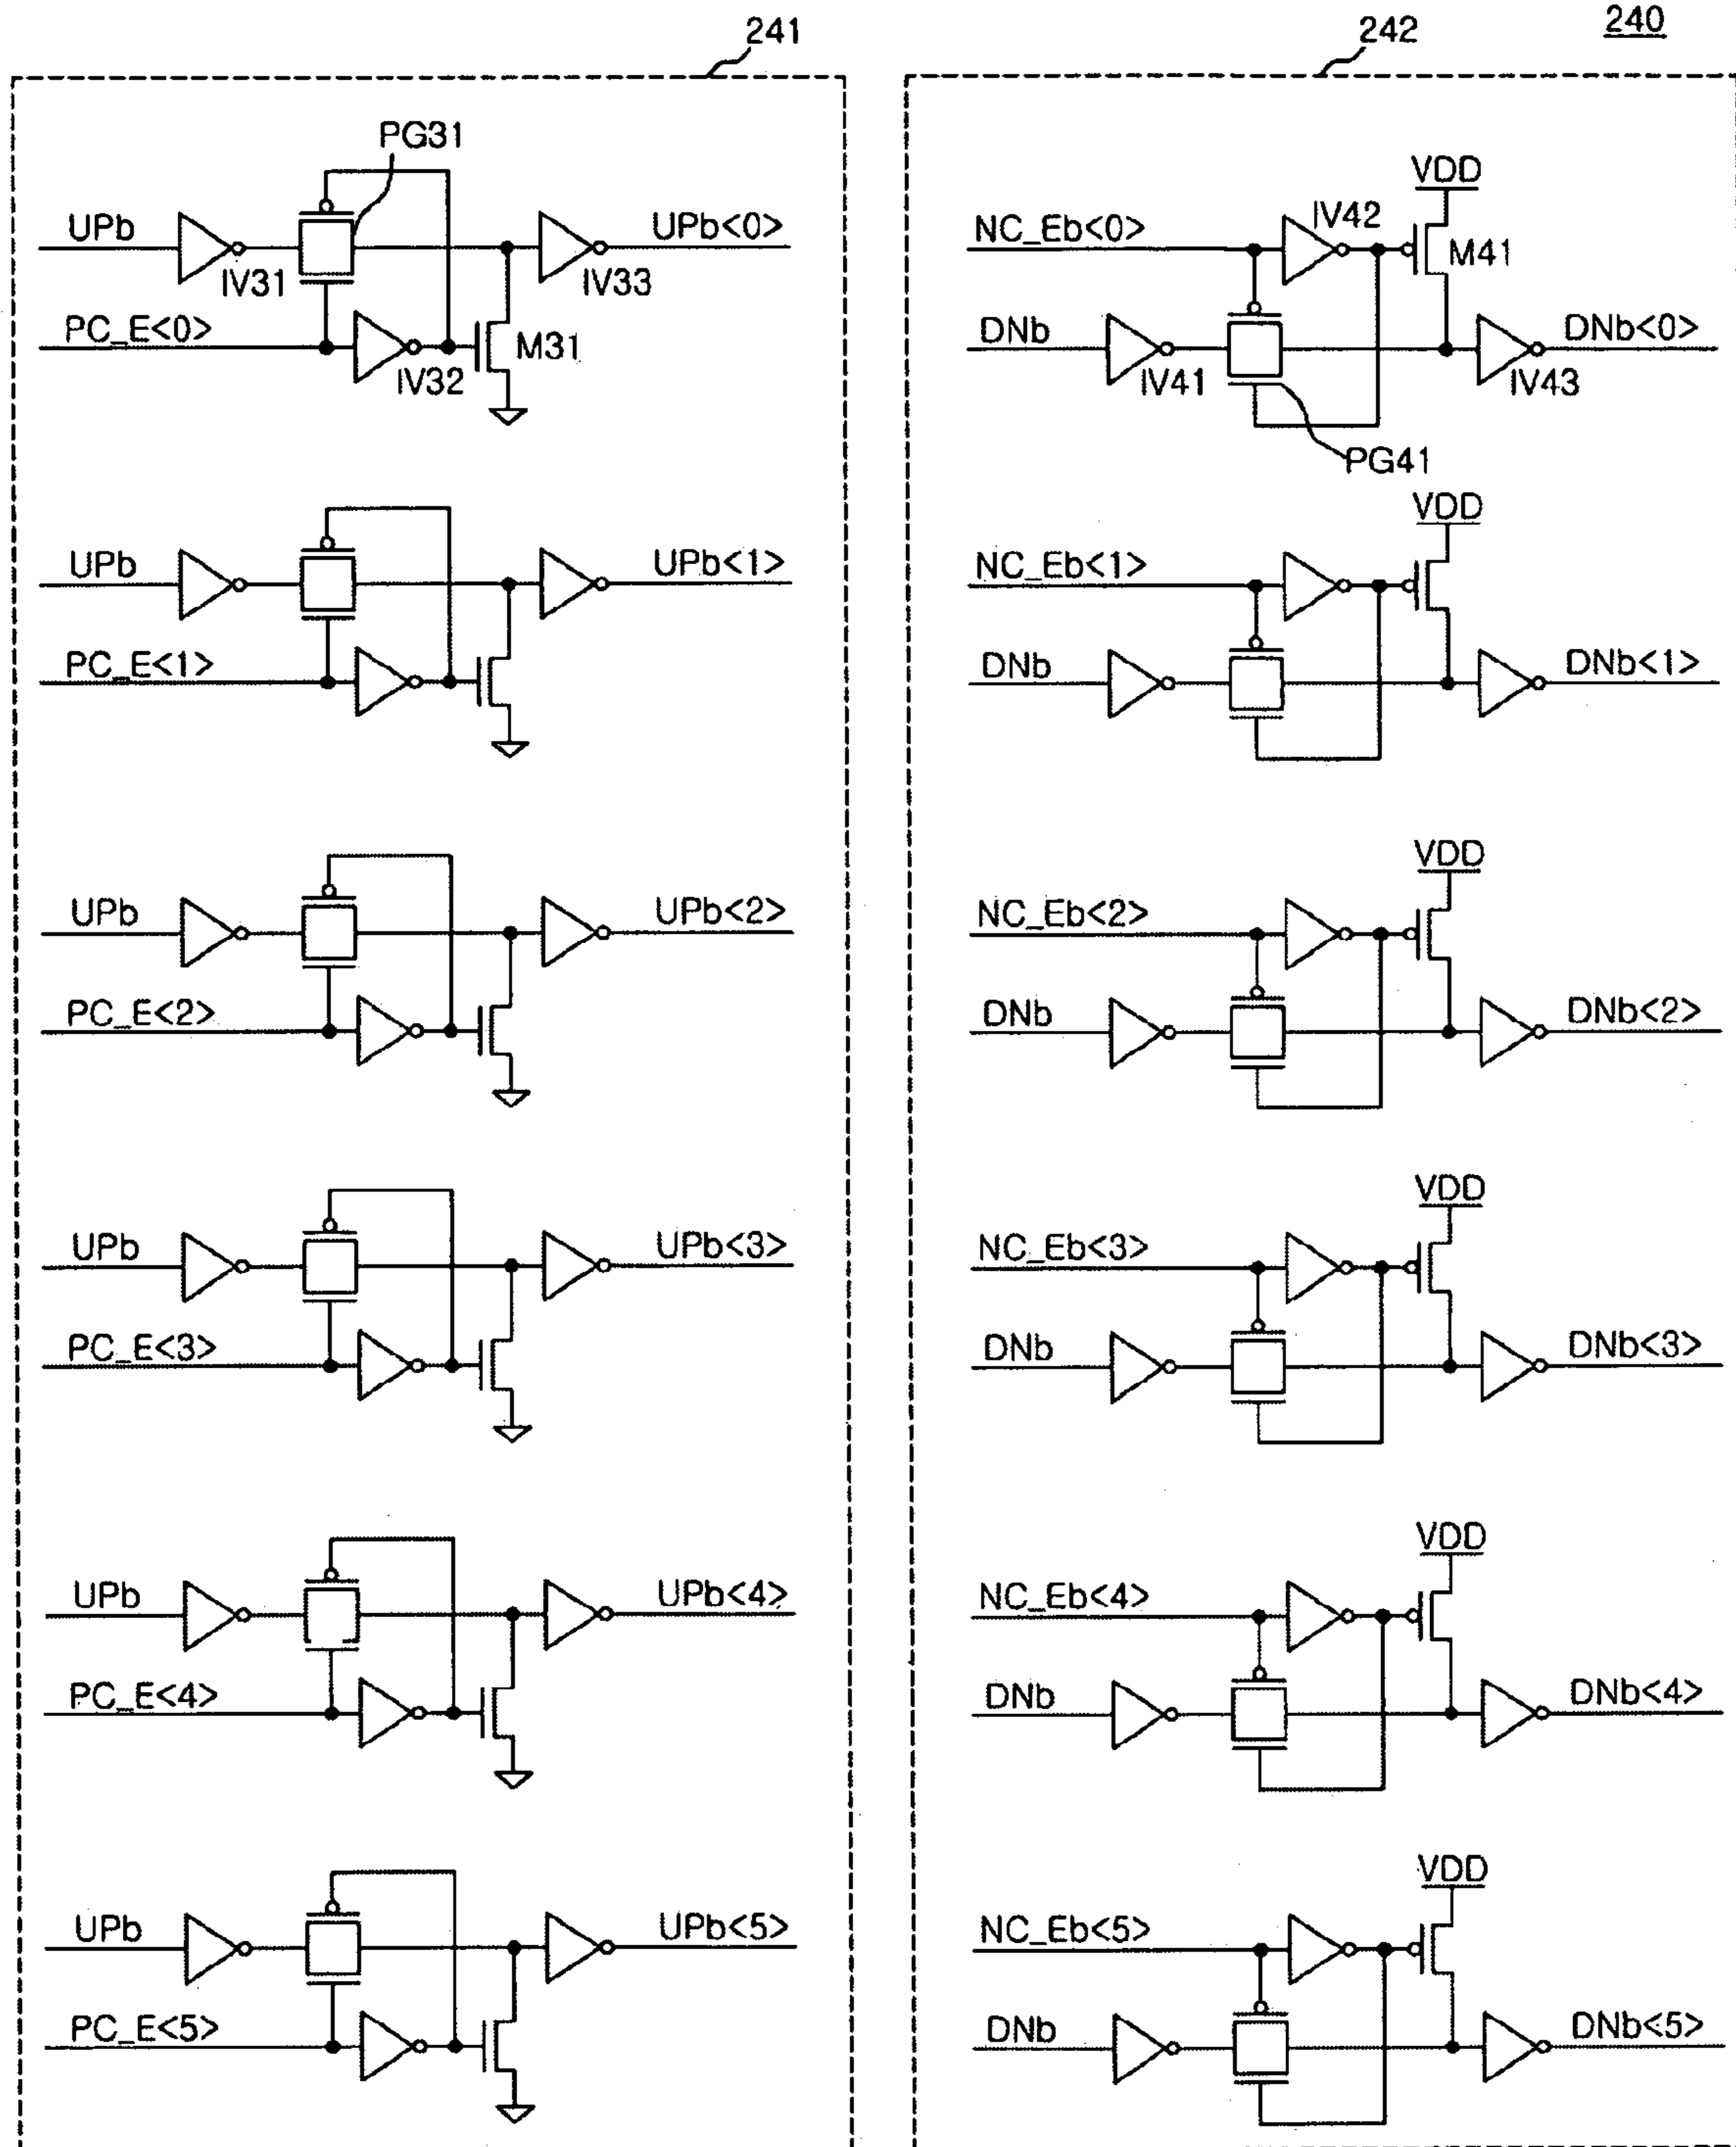 241
242
240
PG31
UPb
IV31
IV33
UPb<0>
PC_E<0>
IV32
M31
VDD
NC_Eb<0>
IV42
M41
DNb
IV41
IV43
DNb<0>
PG41
UPb
UPb<1>
PC_E<1>
VDD
NC_Eb<1>
DNb
DNb<1>
UPb
UPb<2>
PC_E<2>
VDD
NC_Eb<2>
DNb
DNb<2>
UPb
UPb<3>
PC_E<3>
VDD
NC_Eb<3>
DNb
DNb<3>
UPb
UPb<4>
PC_E<4>
VDD
NC_Eb<4>
DNb
DNb<4>
UPb
UPb<5>
PC_E<5>
VDD
NC_Eb<5>
DNb
DNb<5>